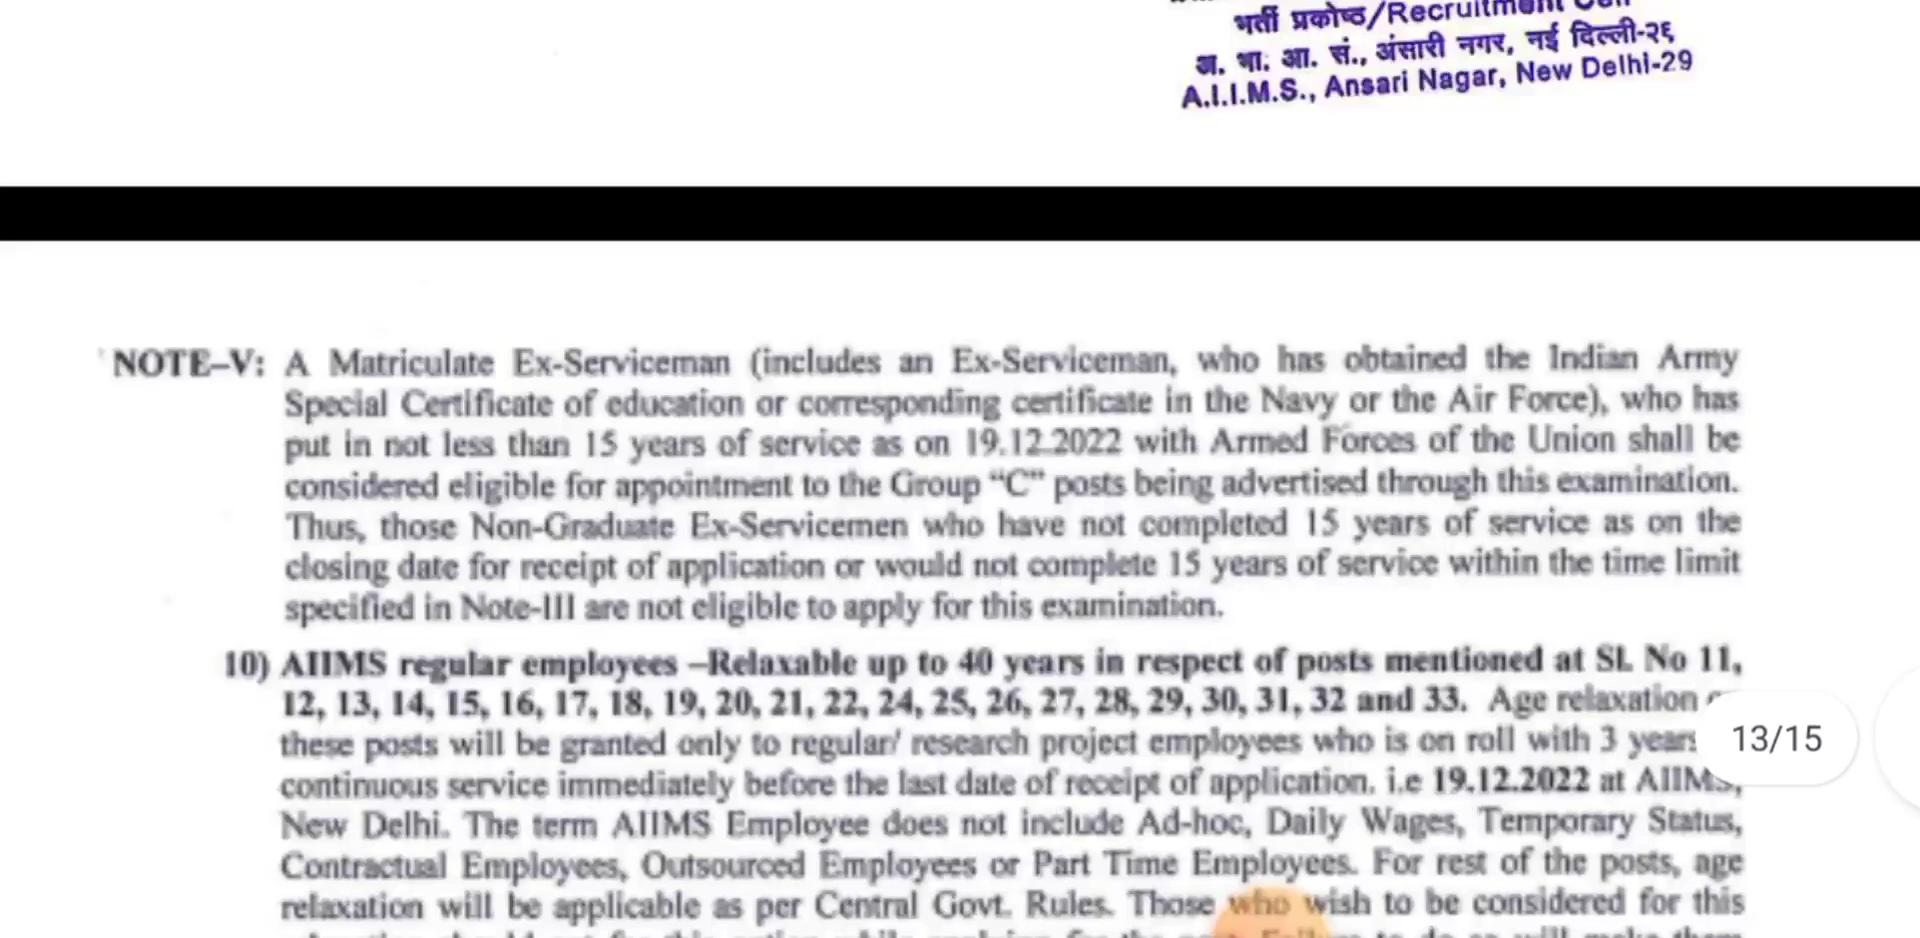 भर्ती प्रकोष्ठ/Recruitment Cell
अ. भा. आ. सं., अंसारी नगर, नई दिल्ली-२९
A.I.I.M.S., Ansari Nagar, New Delhi-29
NOTE–V: A Matriculate Ex-Serviceman (includes an Ex-Serviceman, who has obtained the Indian Army
Special Certificate of education or corresponding certificate in the Navy or the Air Force), who has
put in not less than 15 years of service as on 19.12.2022 with Armed Forces of the Union shall be
considered eligible for appointment to the Group “C” posts being advertised through this examination.
Thus, those Non-Graduate Ex-Servicemen who have not completed 15 years of service as on the
closing date for receipt of application or would not complete 15 years of service within the time limit
specified in Note-III are not eligible to apply for this examination.
10) AIIMS regular employees –Relaxable up to 40 years in respect of posts mentioned at Sl. No 11,
12, 13, 14, 15, 16, 17, 18, 19, 20, 21, 22, 24, 25, 26, 27, 28, 29, 30, 31, 32 and 33. Age relaxation
these posts will be granted only to regular/ research project employees who is on roll with 3 years
13/15
continuous service immediately before the last date of receipt of application. i.e 19.12.2022 at AIIMS,
New Delhi. The term AIIMS Employee does not include Ad-hoc, Daily Wages, Temporary Status,
Contractual Employees, Outsourced Employees or Part Time Employees. For rest of the posts, age
relaxation will be applicable as per Central Govt. Rules. Those who wish to be considered for this